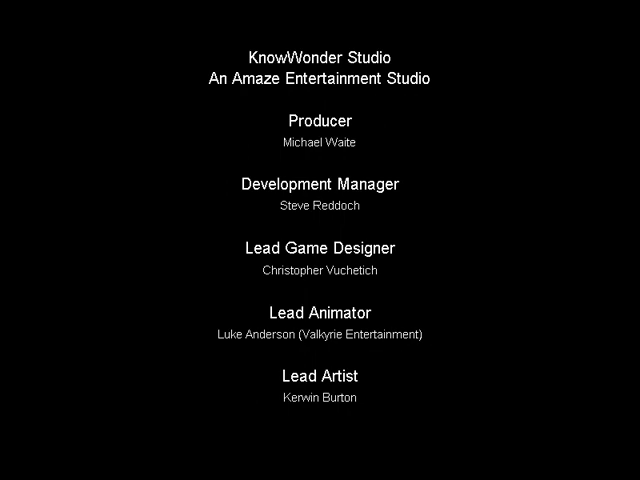 KnowWonder Studio
An Amaze Entertainment Studio
Producer
Michael Waite
Development Manager
Steve Reddoch
Lead Game Designer
Christopher Vuchetich
Lead Animator
Luke Anderson (Valkyrie Entertainment)
Lead Artist
Kerwin Burton